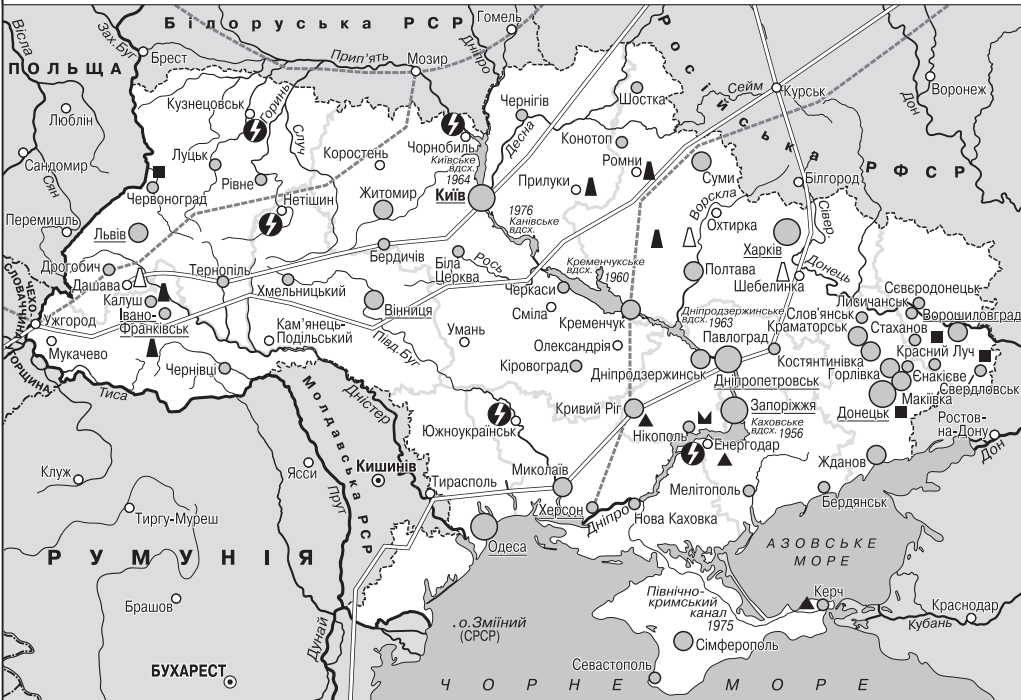 Білоруська РСР
Гомель
Вісла
Зах. Буг
Брест
Прип'ять
Мозир
Дніпро
Російська РФСР
ПОЛЬЩА
Люблін
Сандомир
Сян
Перемишль
Кузнецовськ
Горинь
Случ
Чернігів
Десна
Шостка
Сейм
Курськ
Дон
Воронеж
Конотоп
Ромни
Чорнобиль
Київське
вдсх.
1964
Коростень
Луцьк
Рівне
Нетішин
Житомир
Київ
Прилуки
Суми
Білгород
Червоноград
Львів
1976
Канівське
вдсх.
Ворскла
Охтирка
Харків
Сівер.
Донець
Дрогобич
Дашава
Калуш
Івано-
Франківськ
Тернопіль
Бердичів
Хмельницький
Біла
Церква
Рось
Кременчукське
вдсх.
1960
Полтава
Шебелинка
ЧЕХО-
СЛОВАЧЧИНА
Ужгород
Мукачево
УГОРЩИНА
Тиса
Чернівці
Кам'янець-
Подільський
Вінниця
Півд. Буг
Умань
Черкаси
Сміла
Кременчук
Олександрія
Кіровоград
Дніпродзержинське
вдсх.
1963
Павлоград
Дніпродзержинськ
Дніпропетровськ
Сєвєродонецьк
Лисичанськ
Ворошиловград
Слов'янськ
Краматорськ
Стаханов
Костянтинівка
Красний Луч
Горлівка
Єнакієве
Свердловськ
Макіївка
Донецьк
Ростов-
на-Дону
Дон
Молдавська РСР
Дністер
Южноукраїнськ
Кривий Ріг
Нікополь
Запоріжжя
Каховське
вдсх. 1956
Енергодар
Жданов
Бердянськ
Мелітополь
Клуж
Ясси
Прут
Кишинів
Тирасполь
Миколаїв
Херсон
Дніпро
Нова Каховка
Тиргу-Муреш
Одеса
РУМУНІЯ
АЗОВСЬКЕ
МОРЕ
Брашов
Дунай
о.Зміїний
(СРСР)
Північно-
кримський
канал
1975
Керч
Краснодар
Кубань
Сімферополь
Севастополь
БУХАРЕСТ
ЧОРНЕ МОРЕ